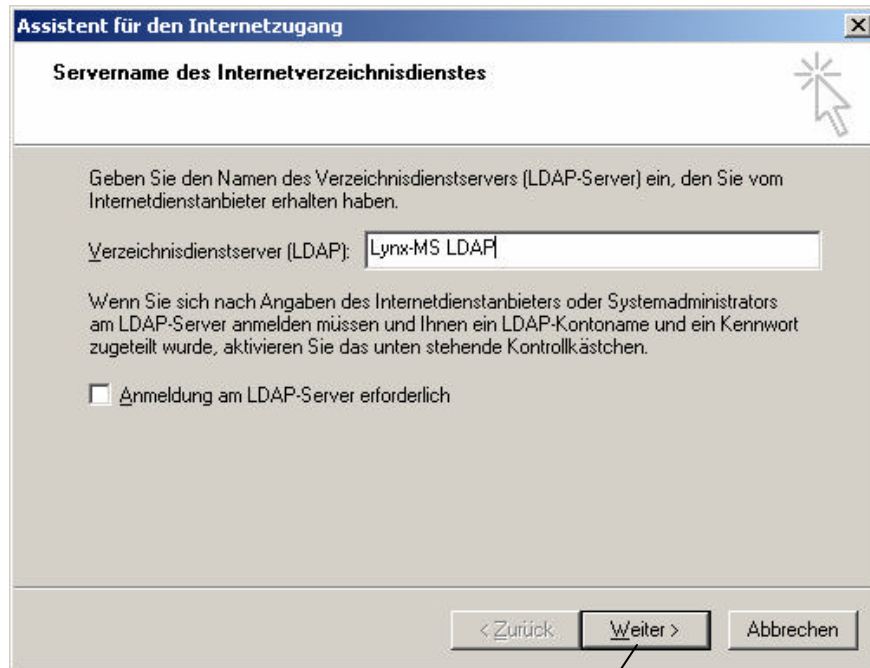 Assistent für den Internetzugang
Servername des Internetverzeichnisdienstes
Geben Sie den Namen des Verzeichnisdienstservers (LDAP-Server) ein, den Sie vom
Internetdienstanbieter erhalten haben.
Verzeichnisdienstserver (LDAP): Lynx-MS LDAP
Wenn Sie sich nach Angaben des Internetdienstanbieters oder Systemadministrators
am LDAP-Server anmelden müssen und Ihnen ein LDAP-Kontoname und ein Kennwort
zugeteilt wurde, aktivieren Sie das unten stehende Kontrollkästchen.
Anmeldung am LDAP-Server erforderlich
< Zurück Weiter > Abbrechen